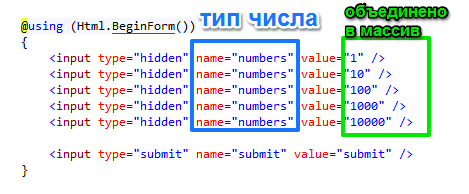 @using (Html.BeginForm()) тип числа объединено
в массив
{
<input type="hidden" name="numbers" value="1" />
<input type="hidden" name="numbers" value="10" />
<input type="hidden" name="numbers" value="100" />
<input type="hidden" name="numbers" value="1000" />
<input type="hidden" name="numbers" value="10000" />
<input type="submit" name="submit" value="submit" />
}